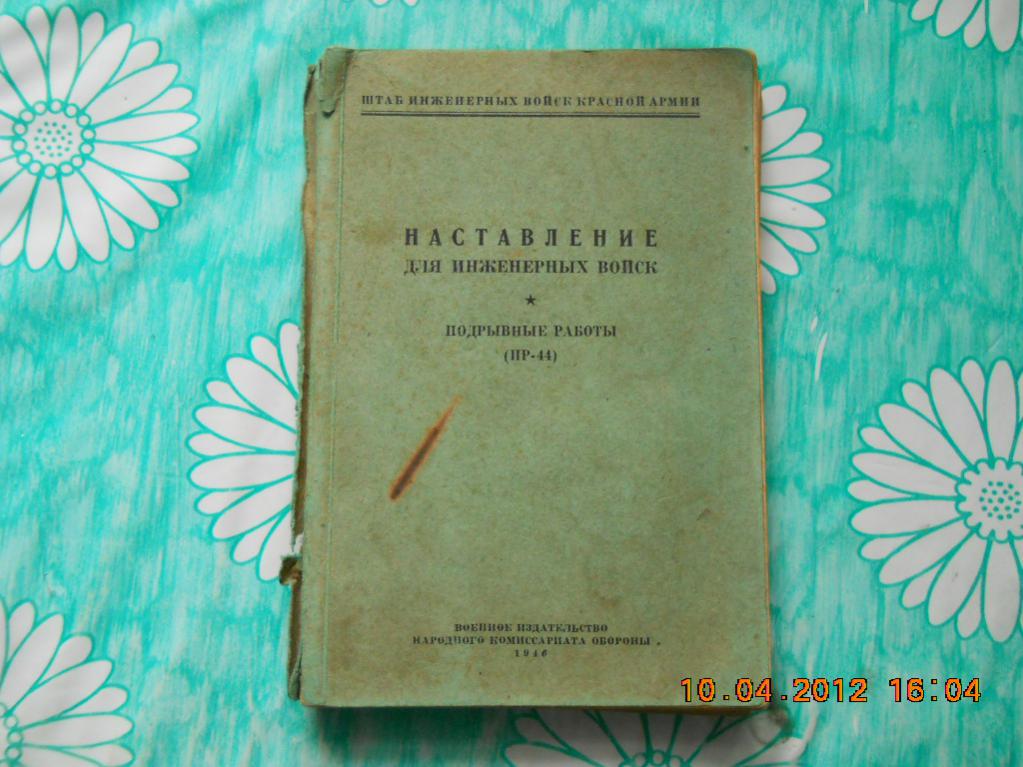 ШТАБ ИНЖЕНЕРНЫХ ВОЙСК КРАСНОЙ АРМИИ
НАСТАВЛЕНИЕ
ДЛЯ ИНЖЕНЕРНЫХ ВОЙСК
★
ПОДРЫВНЫЕ РАБОТЫ
(ПР-44)
ВОЕННОЕ ИЗДАТЕЛЬСТВО
НАРОДНОГО КОМИССАРИАТА ОБОРОНЫ
1946
10.04.2012 16:04